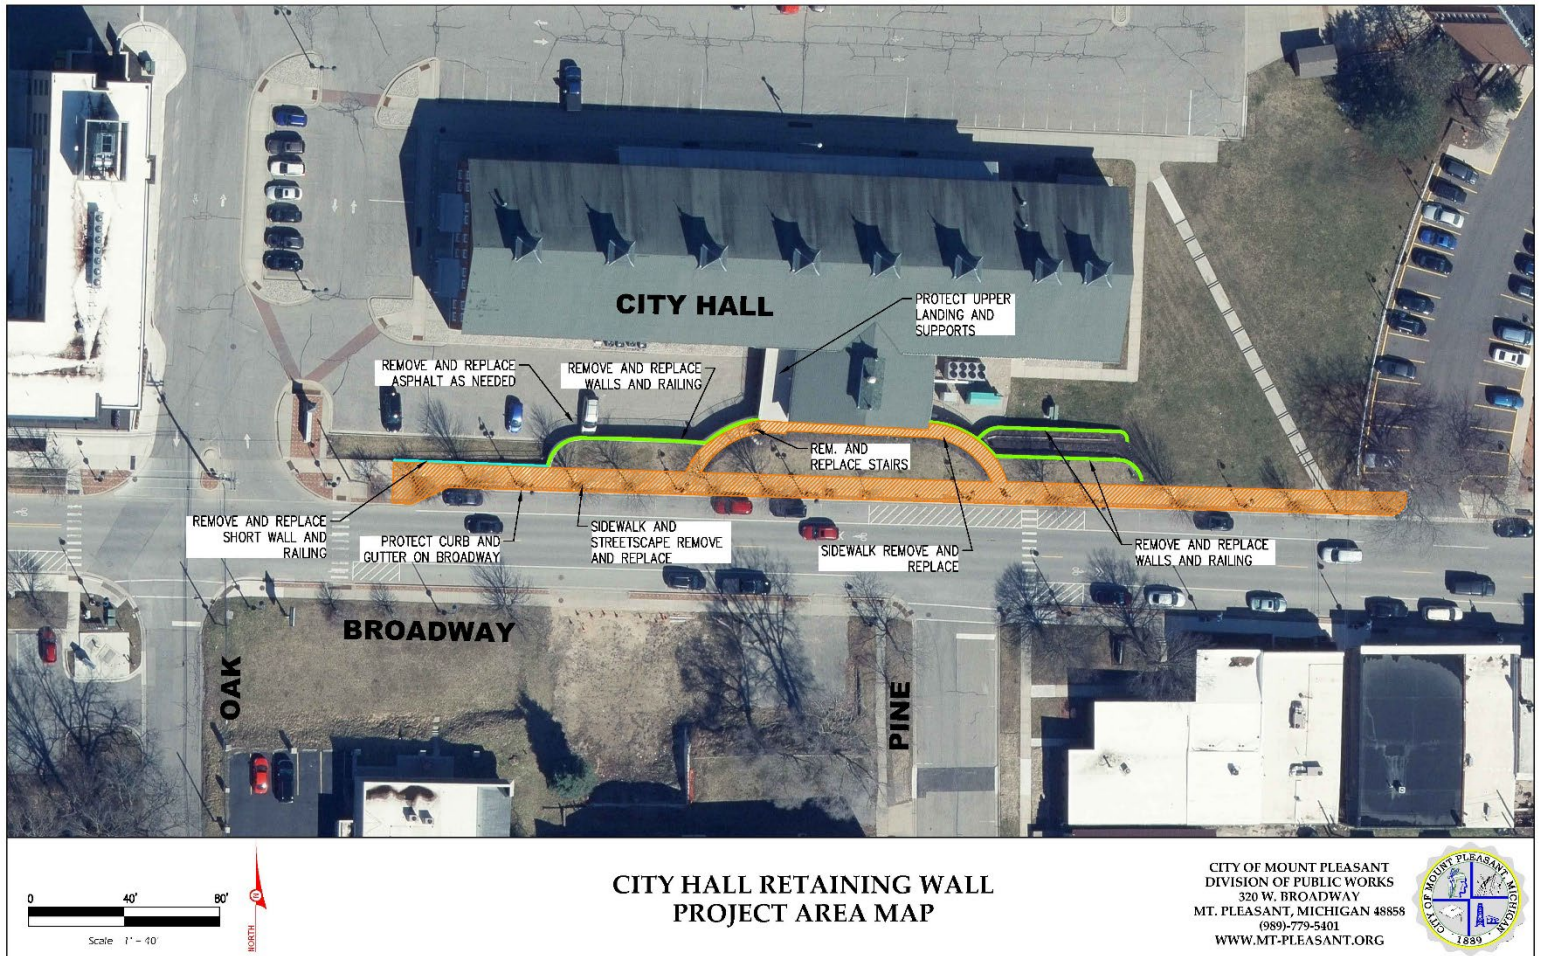 CITY HALL
PROTECT UPPER
LANDING AND
SUPPORTS
REMOVE AND REPLACE
ASPHALT AS NEEDED
REMOVE AND REPLACE
WALLS AND RAILING
REM. AND
REPLACE STAIRS
REMOVE AND REPLACE
SHORT WALL AND
RAILING
PROTECT CURB AND
GUTTER ON BROADWAY
SIDEWALK AND
STREETSCAPE REMOVE
AND REPLACE
SIDEWALK REMOVE AND
REPLACE
REMOVE AND REPLACE
WALLS AND RAILING
BROADWAY
OAK
PINE
0 40' 80'
Scale 1" - 40'
NORTH
N
CITY HALL RETAINING WALL
PROJECT AREA MAP
CITY OF MOUNT PLEASANT
DIVISION OF PUBLIC WORKS
320 W. BROADWAY
MT. PLEASANT, MICHIGAN 48858
(989)-779-5401
WWW.MT-PLEASANT.ORG
CITY OF MOUNT PLEASANT, MICHIGAN
1889